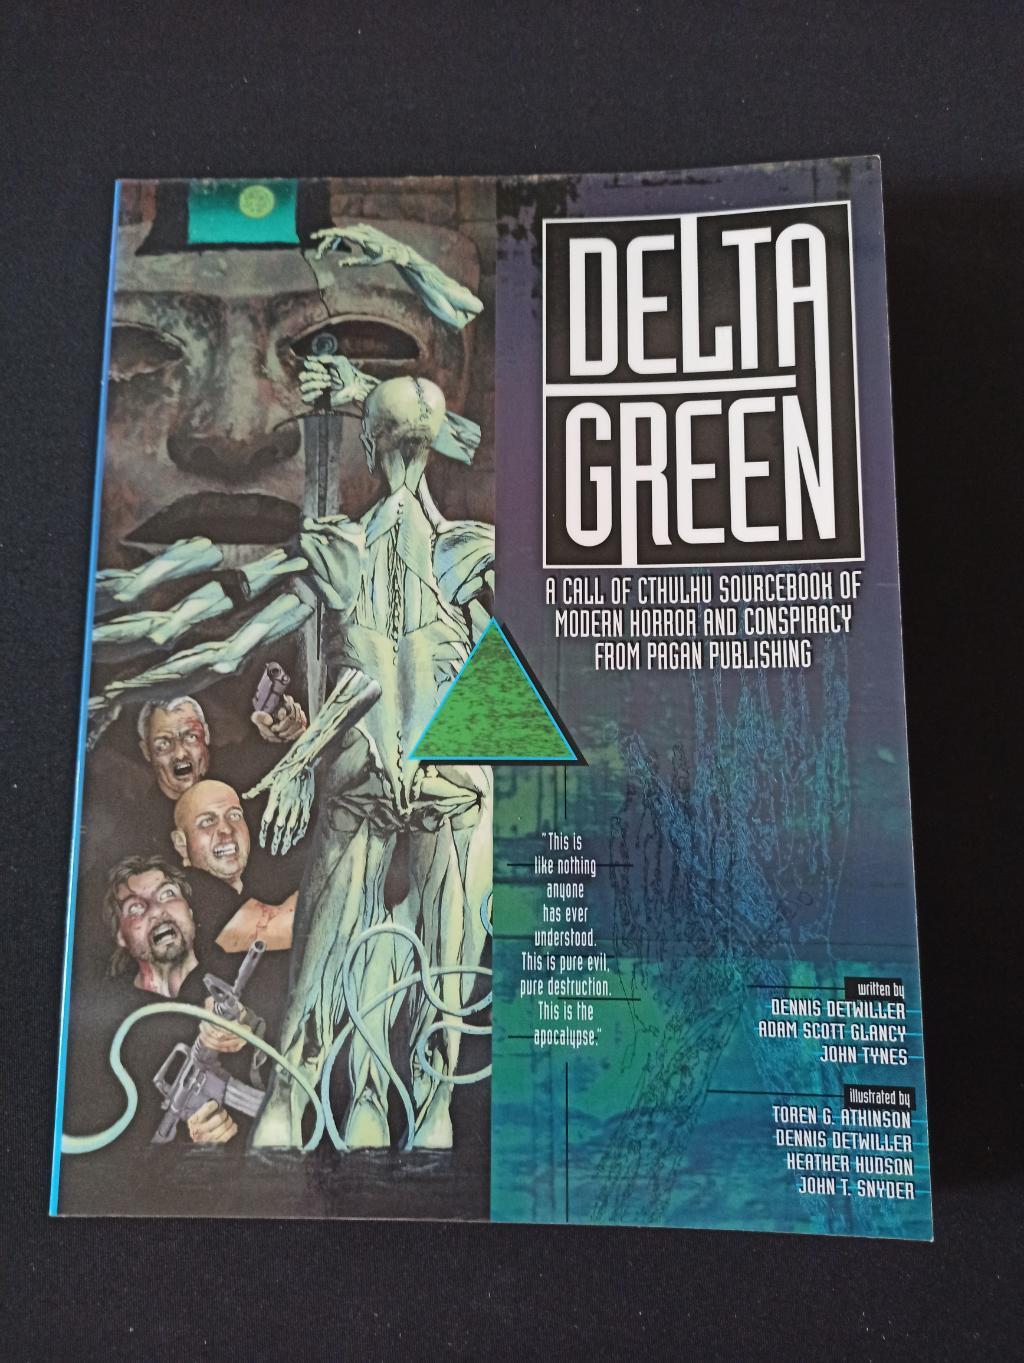 DELTA
GREEN
A CALL OF CTHULHU SOURCEBOOK OF
MODERN HORROR AND CONSPIRACY
FROM PAGAN PUBLISHING
"This is
like nothing
anyone
has ever
understood.
This is pure evil,
pure destruction.
This is the
apocalypse."
written by
DENNIS DETWILLER
ADAM SCOTT GLANCY
JOHN TYNES
illustrated by
TOREN G. ATKINSON
DENNIS DETWILLER
HEATHER HUDSON
JOHN T. SNYDER